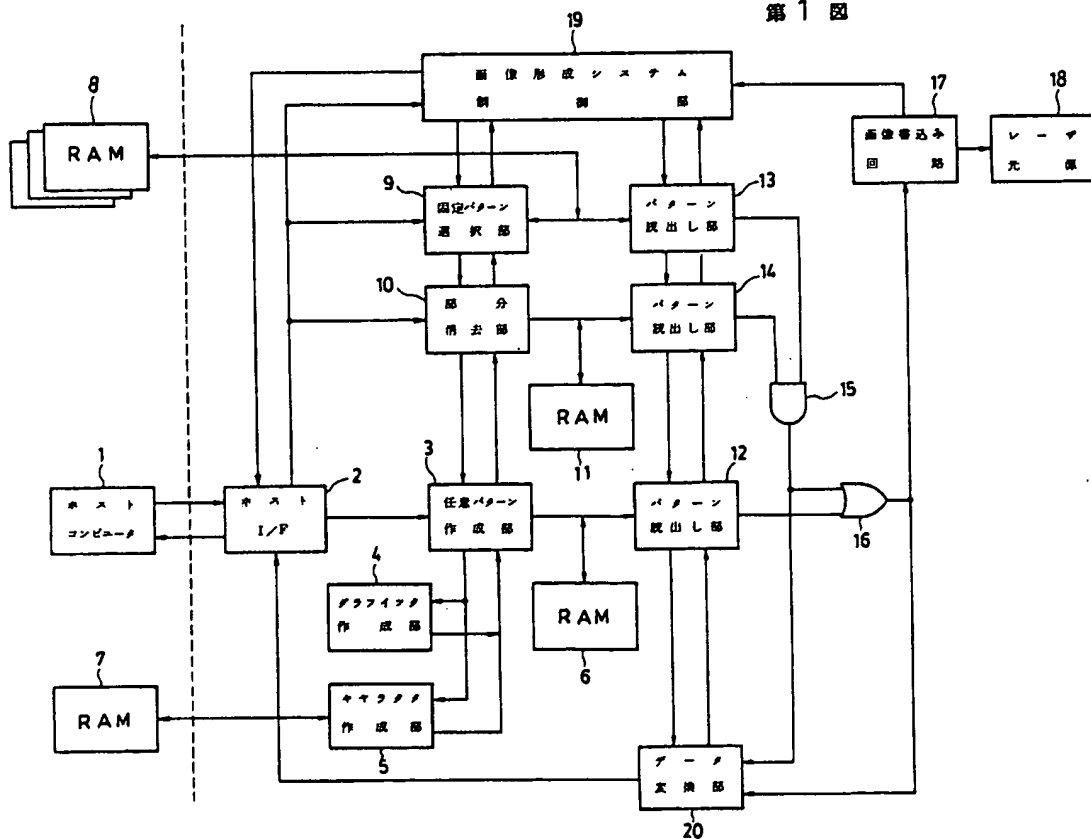 第1図
19
画像形成システム
制御部
8
RAM
17
画像書込み
回路
18
レーザ
光源
9
固定パターン
選択部
13
パターン
読出し部
10
部分
消去部
14
パターン
読出し部
15
RAM
11
1
ホスト
コンピュータ
2
ホスト
I/F
3
任意パターン
作成部
12
パターン
読出し部
16
4
グラフィック
作成部
RAM
6
7
RAM
キャラクタ
作成部
5
データ
変換部
20